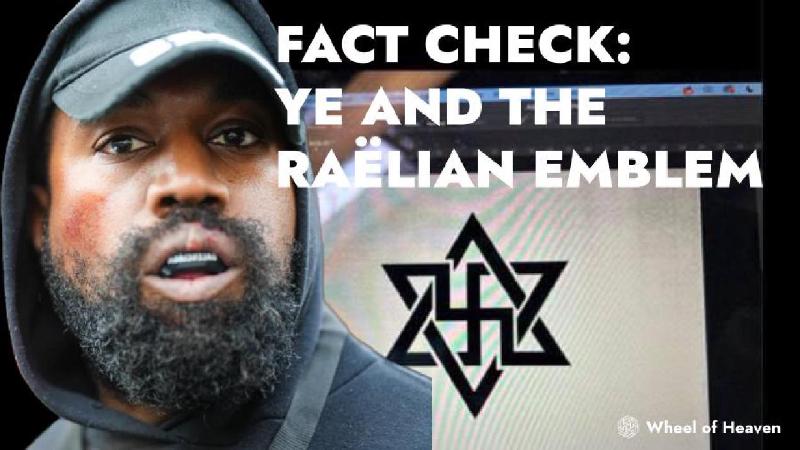 FACT CHECK:
YE AND THE
RAËLIAN EMBLEM
Wheel of Heaven